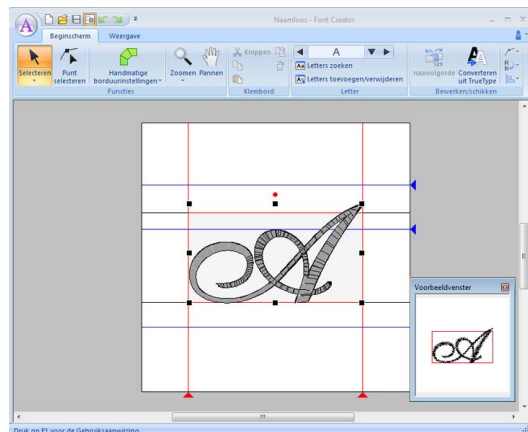 Naamloos - Font Creator
Beginscherm Weergave
Selecteren
Punt selecteren
Handmatige borduurinstellingen
Zoomen Pannen
Knippen
A
Letters zoeken
Letters toevoegen/verwijderen
naaivolgorde
Converteren uit TrueType
Functies Klembord Letter Bewerken/schikken
A
Voorbeeldvenster
A
Druk op F1 voor de Gebruiksaanwijzing